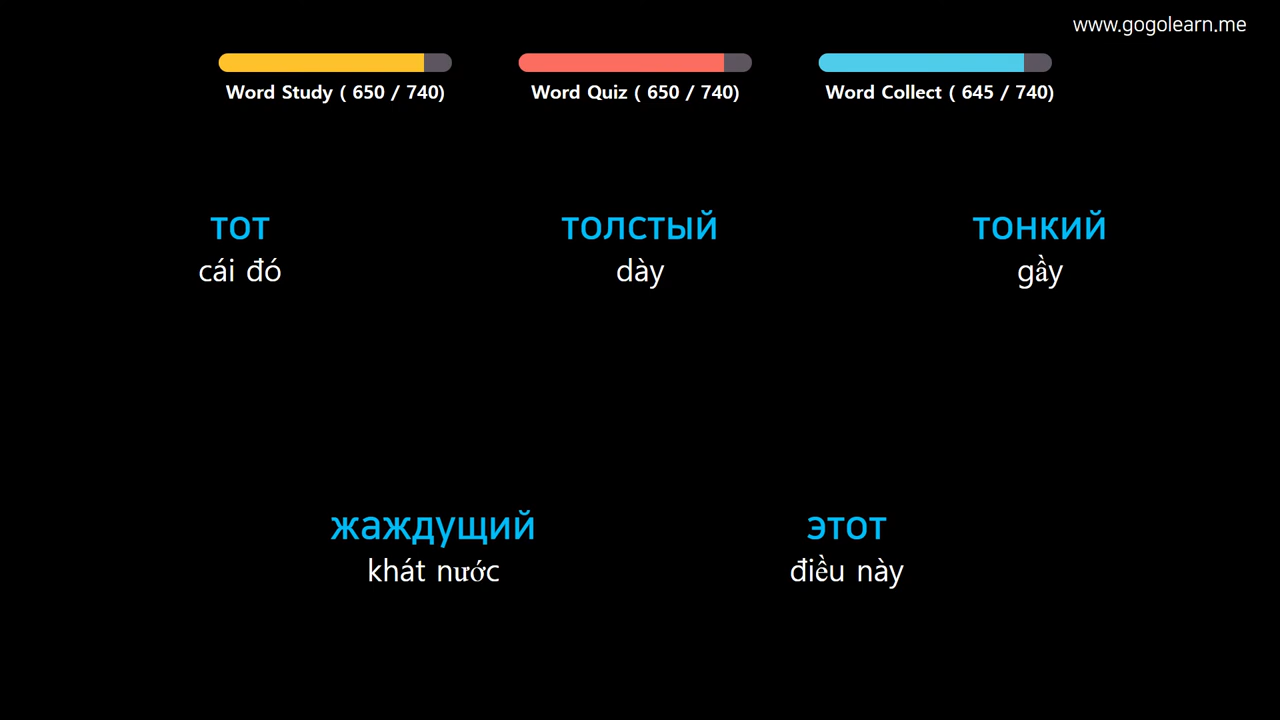 www.gogolearn.me
Word Study ( 650 / 740)
Word Quiz ( 650 / 740)
Word Collect ( 645 / 740)
тот
cái đó
толстый
dày
тонкий
gầy
жаждущий
khát nước
этот
điều này